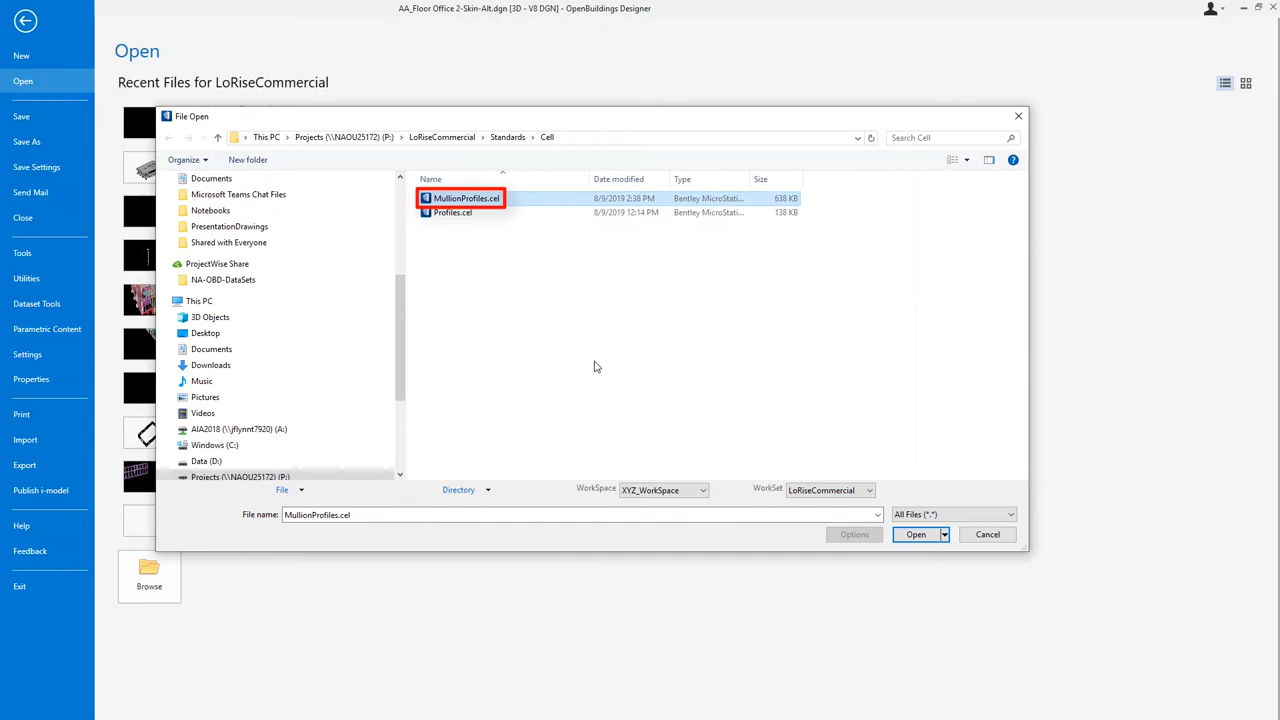 AA_Floor Office 2-Skin-Alt.dgn [3D - V8 DGN] - OpenBuildings Designer
New
Open
Save
Save As
Save Settings
Send Mail
Close
Tools
Utilities
Dataset Tools
Parametric Content
Settings
Properties
Print
Import
Export
Publish i-model
Help
Feedback
Exit
Open
Recent Files for LoRiseCommercial
Browse
File Open
This PC > Projects (\\NAOU25172) (P:) > LoRiseCommercial > Standards > Cell
Search Cell
Organize
New folder
Documents
Microsoft Teams Chat Files
Notebooks
PresentationDrawings
Shared with Everyone
ProjectWise Share
NA-OBD-DataSets
This PC
3D Objects
Desktop
Documents
Downloads
Music
Pictures
Videos
AIA2018 (\\jflynnt7920) (A:)
Windows (C:)
Data (D:)
Projects (\\NAOU25172) (P:)
Name Date modified Type Size
MullionProfiles.cel 8/9/2019 2:38 PM Bentley MicroStati... 638 KB
Profiles.cel 8/9/2019 12:14 PM Bentley MicroStati... 138 KB
File Directory WorkSpace XYZ_WorkSpace WorkSet LoRiseCommercial
File name: MullionProfiles.cel All Files (*.*)
Options Open Cancel